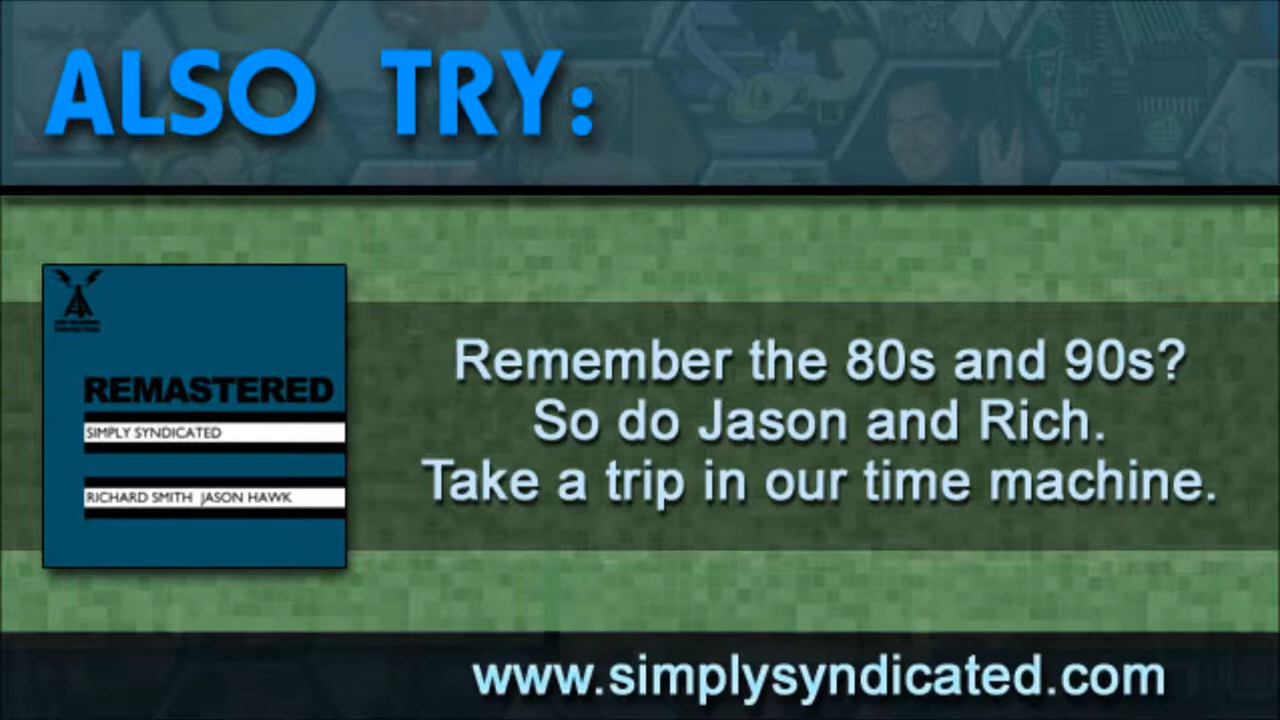 ALSO TRY:
REMASTERED
SIMPLY SYNDICATED
RICHARD SMITH JASON HAWK
Remember the 80s and 90s?
So do Jason and Rich.
Take a trip in our time machine.
www.simplysyndicated.com